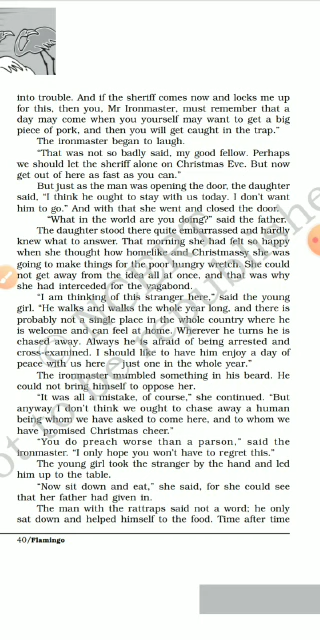 into trouble. And if the sheriff comes now and locks me up
for this, then you, Mr Ironmaster, must remember that a
day may come when you yourself may want to get a big
piece of pork, and then you will get caught in the trap."
The ironmaster began to laugh.
"That was not so badly said, my good fellow. Perhaps
we should let the sheriff alone on Christmas Eve. But now
get out of here as fast as you can."
But just as the man was opening the door, the daughter
said, "I think he ought to stay with us today. I don't want
him to go." And with that she went and closed the door.
"What in the world are you doing?" said the father.
The daughter stood there quite embarrassed and hardly
knew what to answer. That morning she had felt so happy
when she thought how homelike and Christmassy she was
going to make things for the poor hungry wretch. She could
not get away from the idea all at once, and that was why
she had interceded for the vagabond.
"I am thinking of this stranger here," said the young
girl. "He walks and walks the whole year long, and there is
probably not a single place in the whole country where he
is welcome and can feel at home. Wherever he turns he is
chased away. Always he is afraid of being arrested and
cross-examined. I should like to have him enjoy a day of
peace with us here — just one in the whole year."
The ironmaster mumbled something in his beard. He
could not bring himself to oppose her.
"It was all a mistake, of course," she continued. "But
anyway I don't think we ought to chase away a human
being whom we have asked to come here, and to whom we
have promised Christmas cheer."
"You do preach worse than a parson," said the
ironmaster. "I only hope you won't have to regret this."
The young girl took the stranger by the hand and led
him up to the table.
"Now sit down and eat," she said, for she could see
that her father had given in.
The man with the rattraps said not a word; he only
sat down and helped himself to the food. Time after time
40/Flamingo